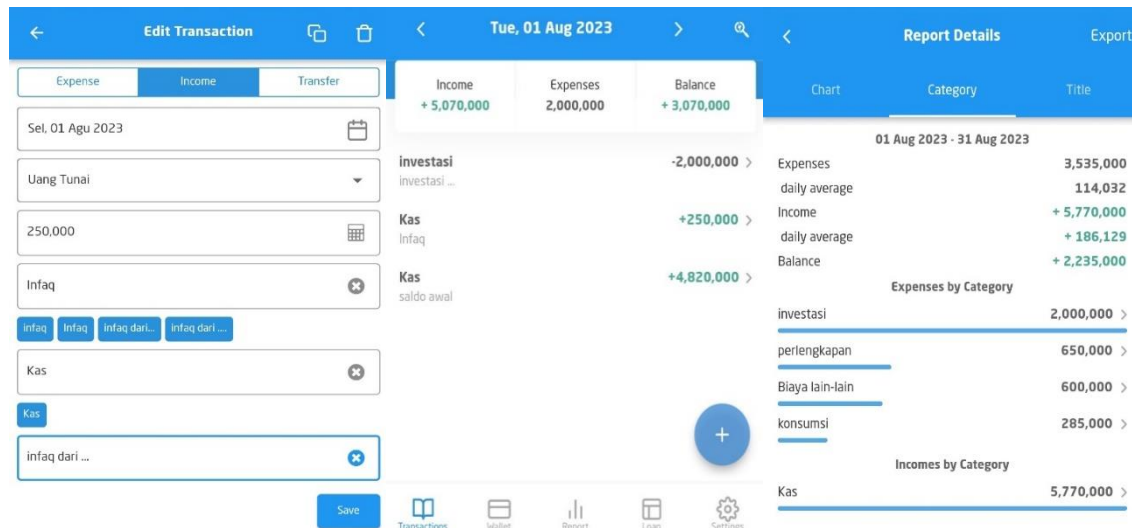 Edit Transaction
Expense Income Transfer
Sel, 01 Agu 2023
Uang Tunai
250,000
Infaq
infaq Infaq infaq dari... infaq dari ....
Kas
Kas
infaq dari ...
Save
Tue, 01 Aug 2023
Income Expenses Balance
+ 5,070,000 2,000,000 + 3,070,000
investasi -2,000,000
investasi ...
Kas +250,000
Infaq
Kas +4,820,000
saldo awal
+
Transactions Wallet Report Loan Settings
Report Details Export
Chart Category Title
01 Aug 2023 - 31 Aug 2023
Expenses 3,535,000
daily average 114,032
Income + 5,770,000
daily average + 186,129
Balance + 2,235,000
Expenses by Category
investasi 2,000,000
perlengkapan 650,000
Biaya lain-lain 600,000
konsumsi 285,000
Incomes by Category
Kas 5,770,000